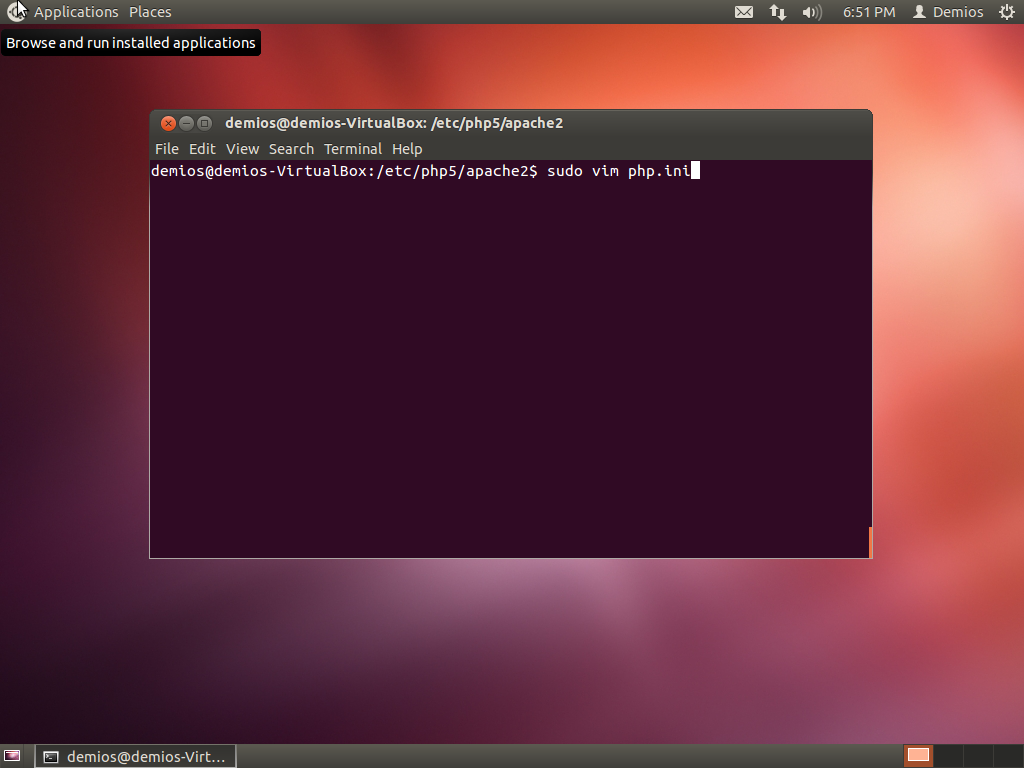 Applications Places 6:51 PM Demios
Browse and run installed applications
demios@demios-VirtualBox: /etc/php5/apache2
File Edit View Search Terminal Help
demios@demios-VirtualBox:/etc/php5/apache2$ sudo vim php.ini
demios@demios-Virt...